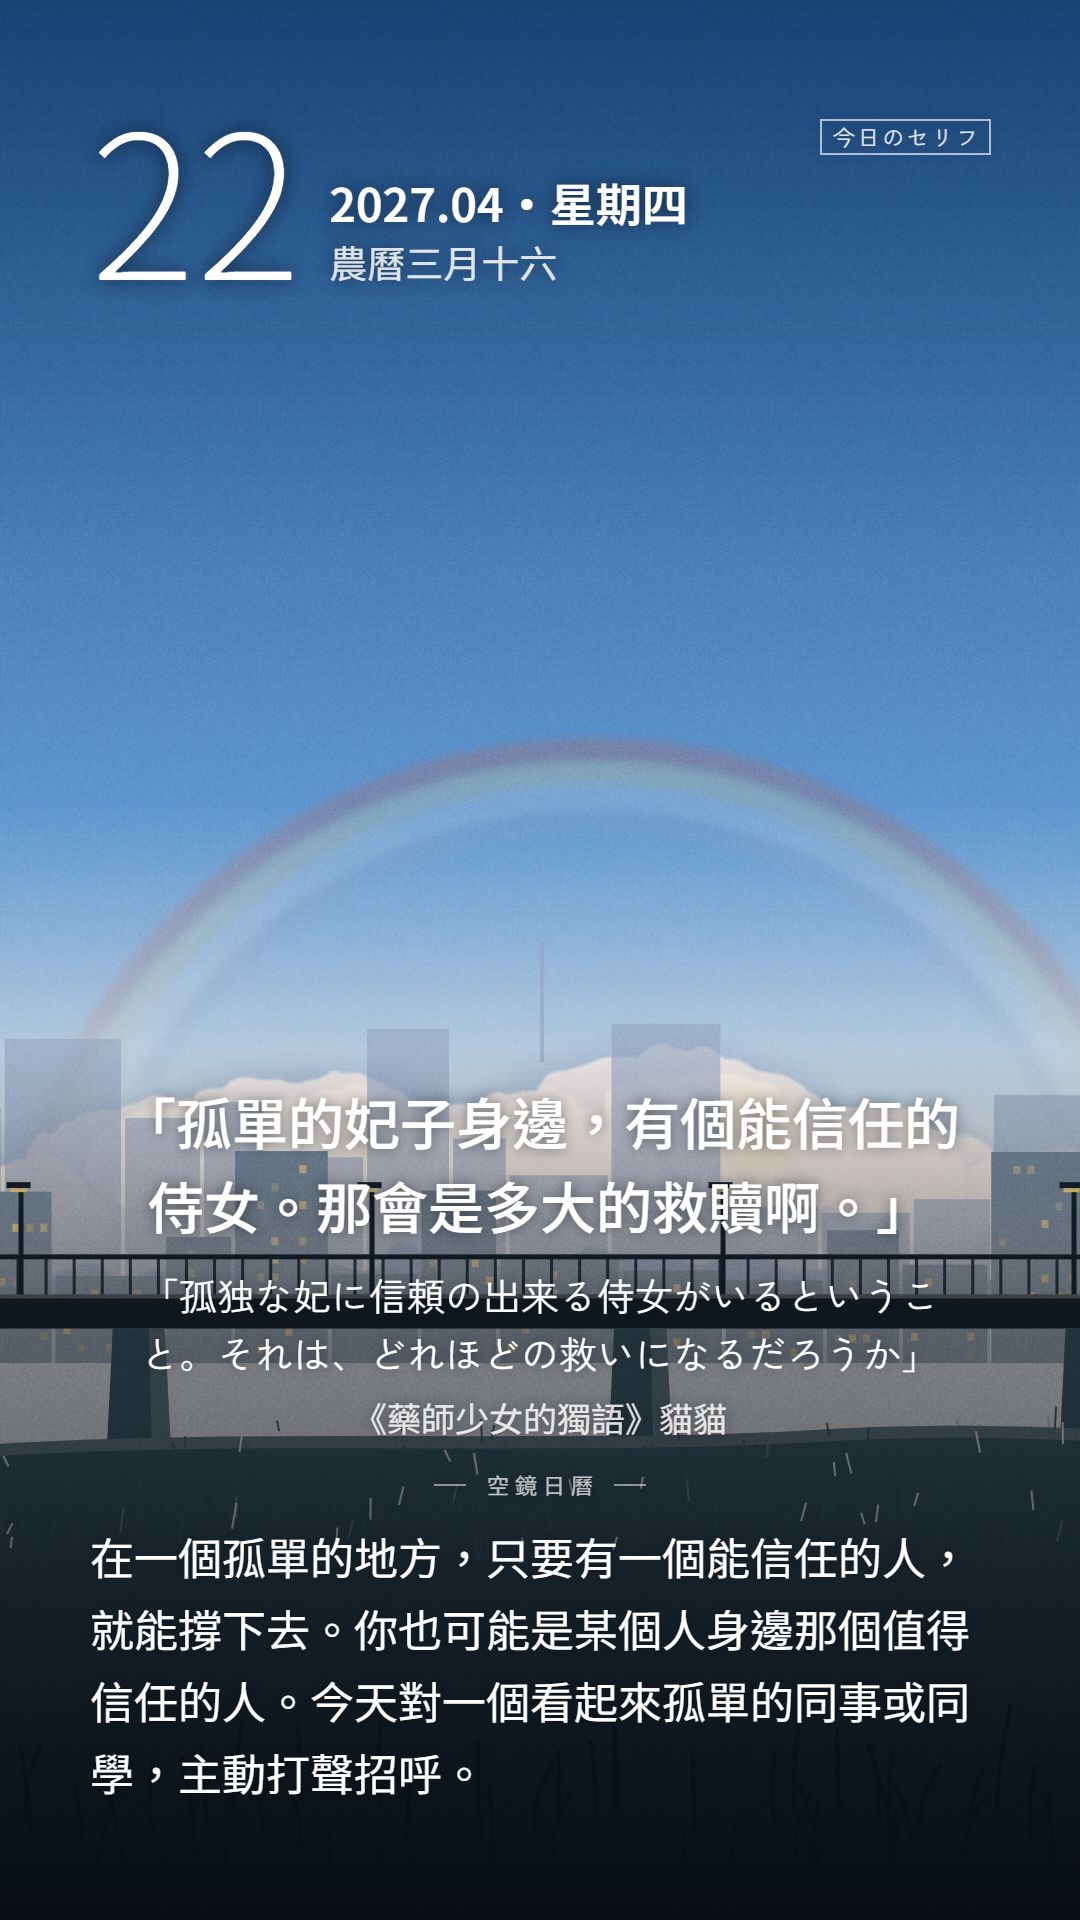 22
今日のセリフ
2027.04・星期四
農曆三月十六
「孤單的妃子身邊，有個能信任的
侍女。那會是多大的救贖啊。」
「孤独な妃に信頼の出来る侍女がいるというこ
と。それは、どれほどの救いになるだろうか」
《藥師少女的獨語》貓貓
空鏡日曆
在一個孤單的地方，只要有一個能信任的人，
就能撐下去。你也可能是某個人身邊那個值得
信任的人。今天對一個看起來孤單的同事或同
學，主動打聲招呼。